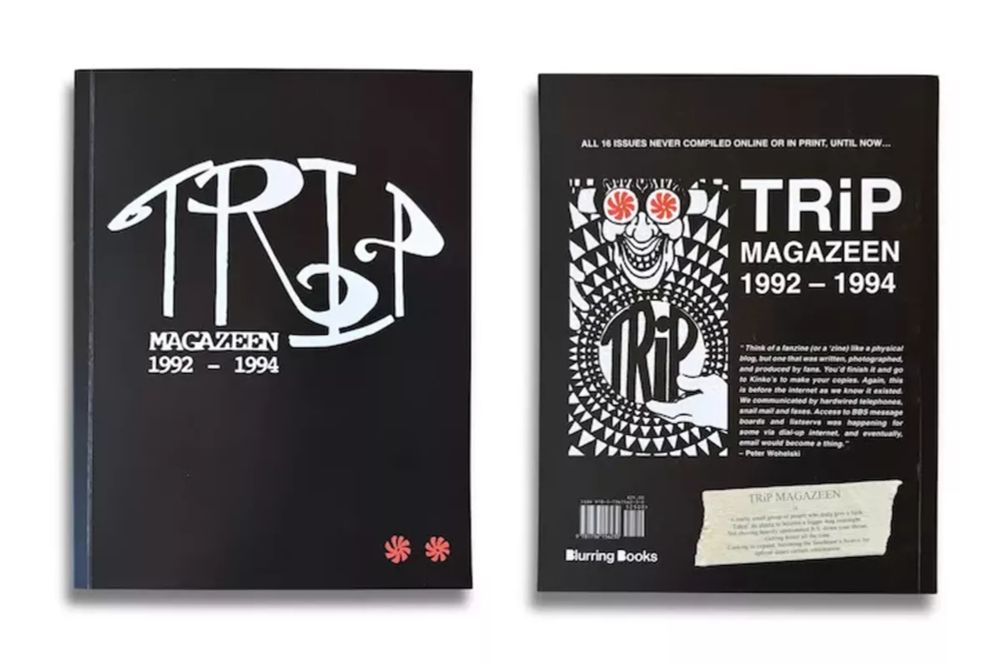 TRIP
MAGAZEEN
1992 – 1994
ALL 16 ISSUES NEVER COMPILED ONLINE OR IN PRINT, UNTIL NOW...
TRiP
MAGAZEEN
1992 – 1994
TRiP
" Think of a fanzine (or a 'zine) like a physical
blog, but one that was written, photographed,
and produced by fans. You'd finish it and go
to Kinko's to make your copies. Again, this
is before the internet as we know it existed.
We communicated by hardwired telephones,
snail mail and faxes. Access to BBS message
boards and listservs was happening for
some via dial-up internet, and eventually,
email would become a thing."
– Peter Wohelski
Blurring Books
TRiP MAGAZEEN